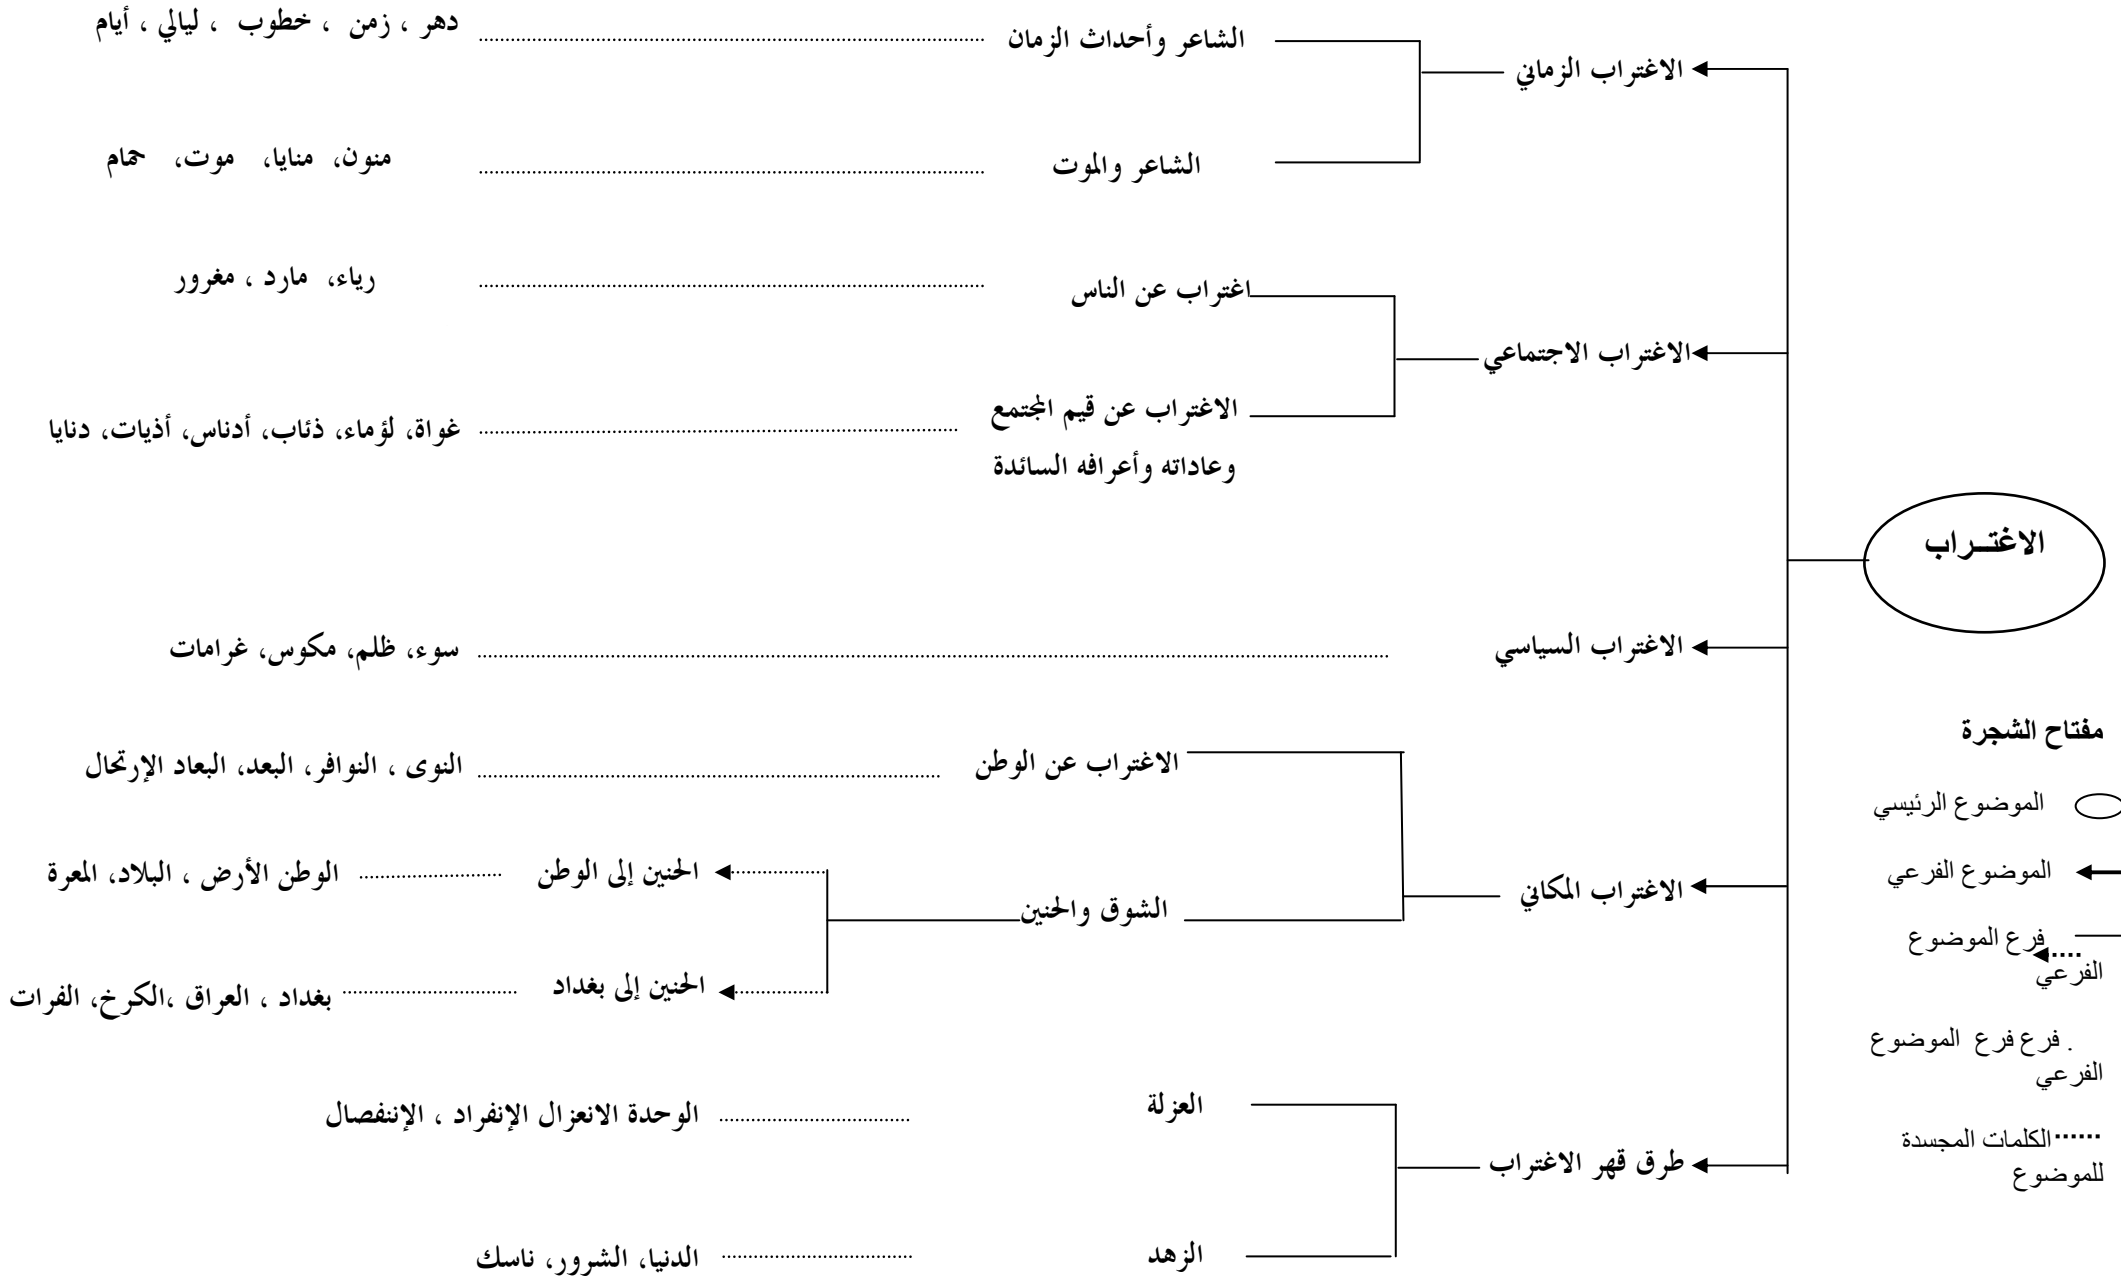 الاغتــراب
الاغتراب الزماني
الشاعر وأحداث الزمان
دهر ، زمن ، خطوب ، ليالي ، أيام
الشاعر والموت
منون، منايا، موت، حمام
الاغتراب الاجتماعي
اغتراب عن الناس
رياء، مارد ، مغرور
الاغتراب عن قيم المجتمع
وعاداته وأعرافه السائدة
غواة، لؤماء، ذئاب، أدناس، أذيات، دنايا
الاغتراب السياسي
سوء، ظلم، مكوس، غرامات
الاغتراب المكاني
الاغتراب عن الوطن
النوى ، النوافر، البعد، البعاد الإرتحال
الشوق والحنين
الحنين إلى الوطن
الوطن الأرض ، البلاد، المعرة
الحنين إلى بغداد
بغداد ، العراق ،الكرخ، الفرات
طرق قهر الاغتراب
العزلة
الوحدة الانعزال الإنفراد ، الإننفصال
الزهد
الدنيا، الشرور، ناسك
مفتاح الشجرة
الموضوع الرئيسي
الموضوع الفرعي
فرع الموضوع
الفرعي
. فرع فرع الموضوع
الفرعي
الكلمات المجسدة
للموضوع